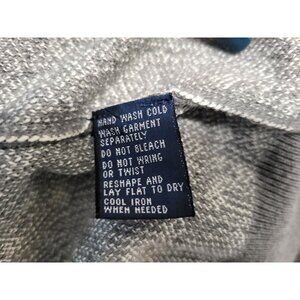 HAND WASH COLD
WASH GARMENT
SEPARATELY
DO NOT BLEACH
DO NOT WRING
OR TWIST
RESHAPE AND
LAY FLAT TO DRY
COOL IRON
WHEN NEEDED